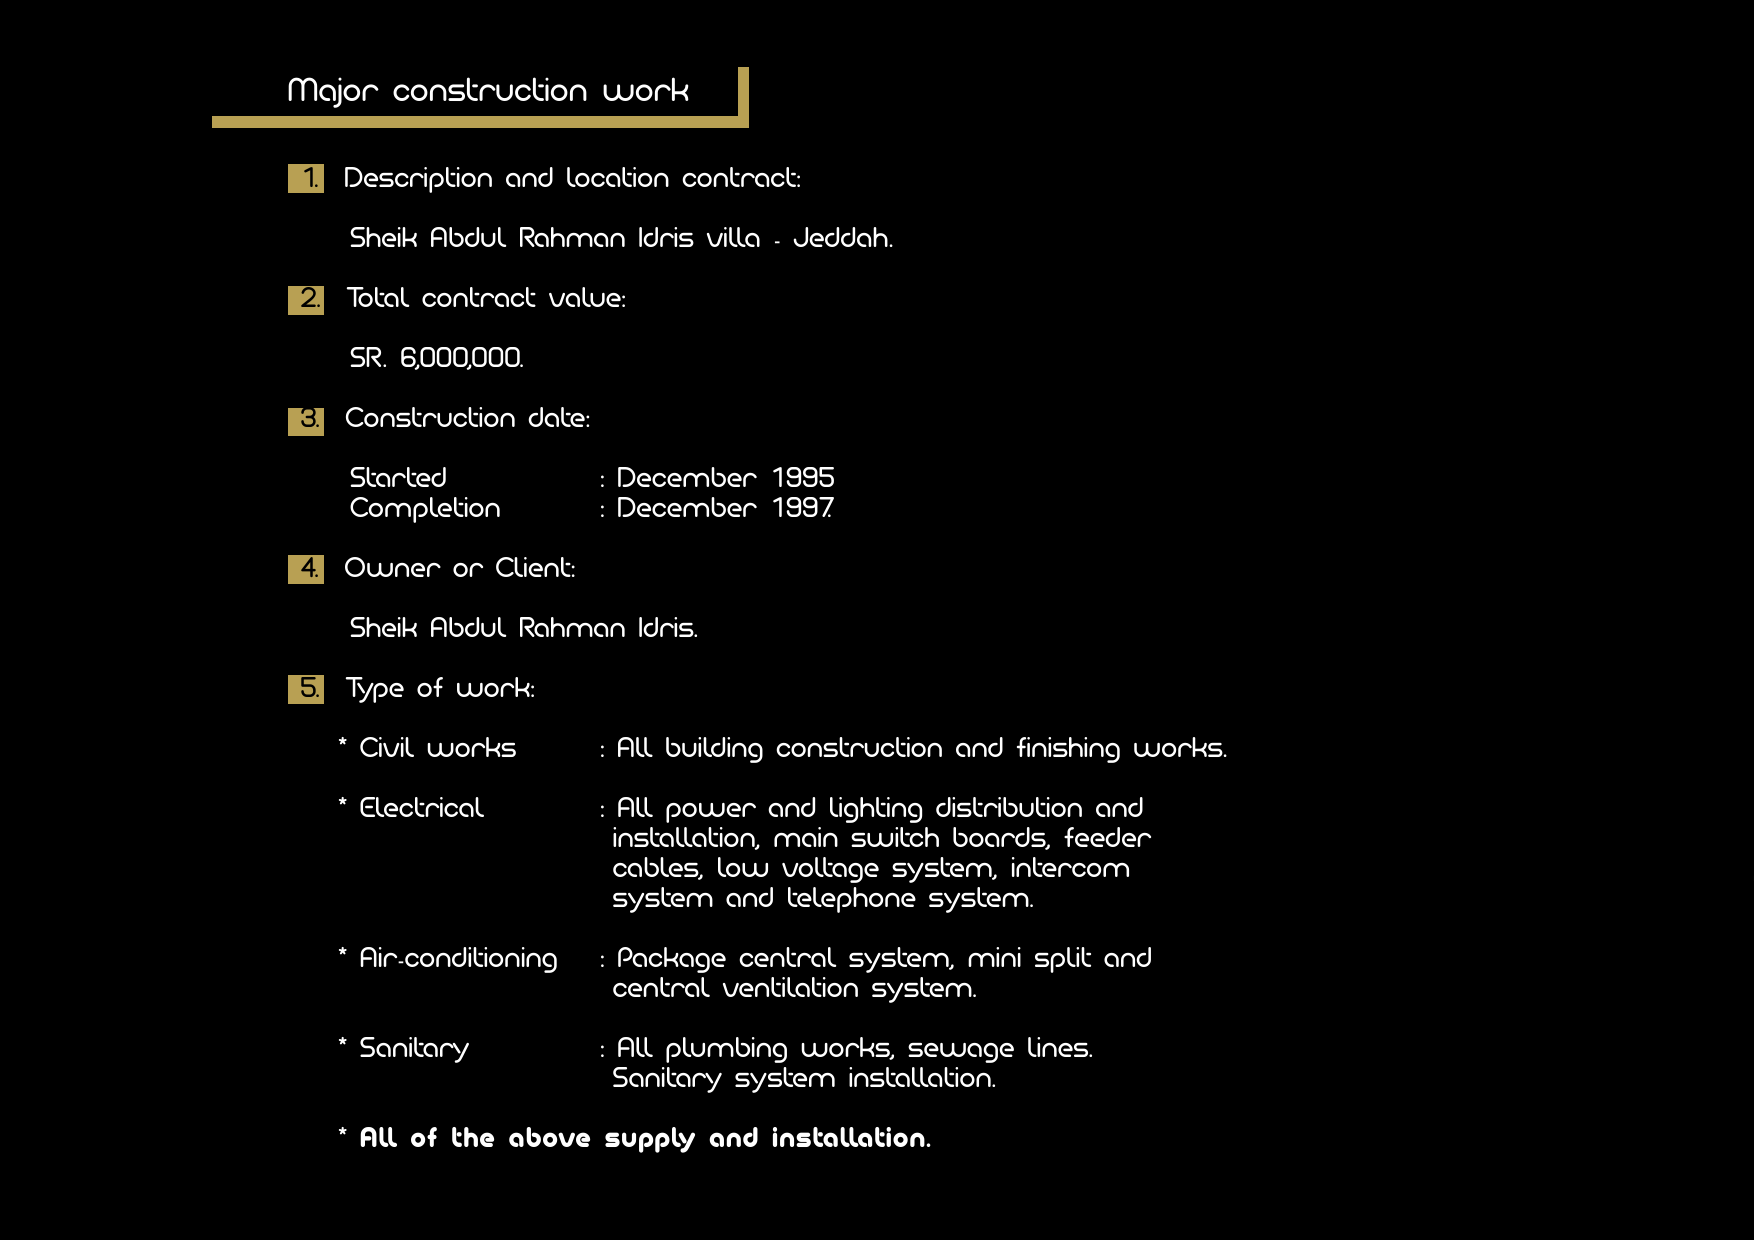 Major construction work
1. Description and location contract:
Sheik Abdul Rahman Idris villa - Jeddah.
2. Total contract value:
SR. 6,000,000.
3. Construction date:
Started : December 1995
Completion : December 1997.
4. Owner or Client:
Sheik Abdul Rahman Idris.
5. Type of work:
* Civil works : All building construction and finishing works.
* Electrical : All power and lighting distribution and
installation, main switch boards, feeder
cables, low voltage system, intercom
system and telephone system.
* Air-conditioning : Package central system, mini split and
central ventilation system.
* Sanitary : All plumbing works, sewage lines.
Sanitary system installation.
* All of the above supply and installation.